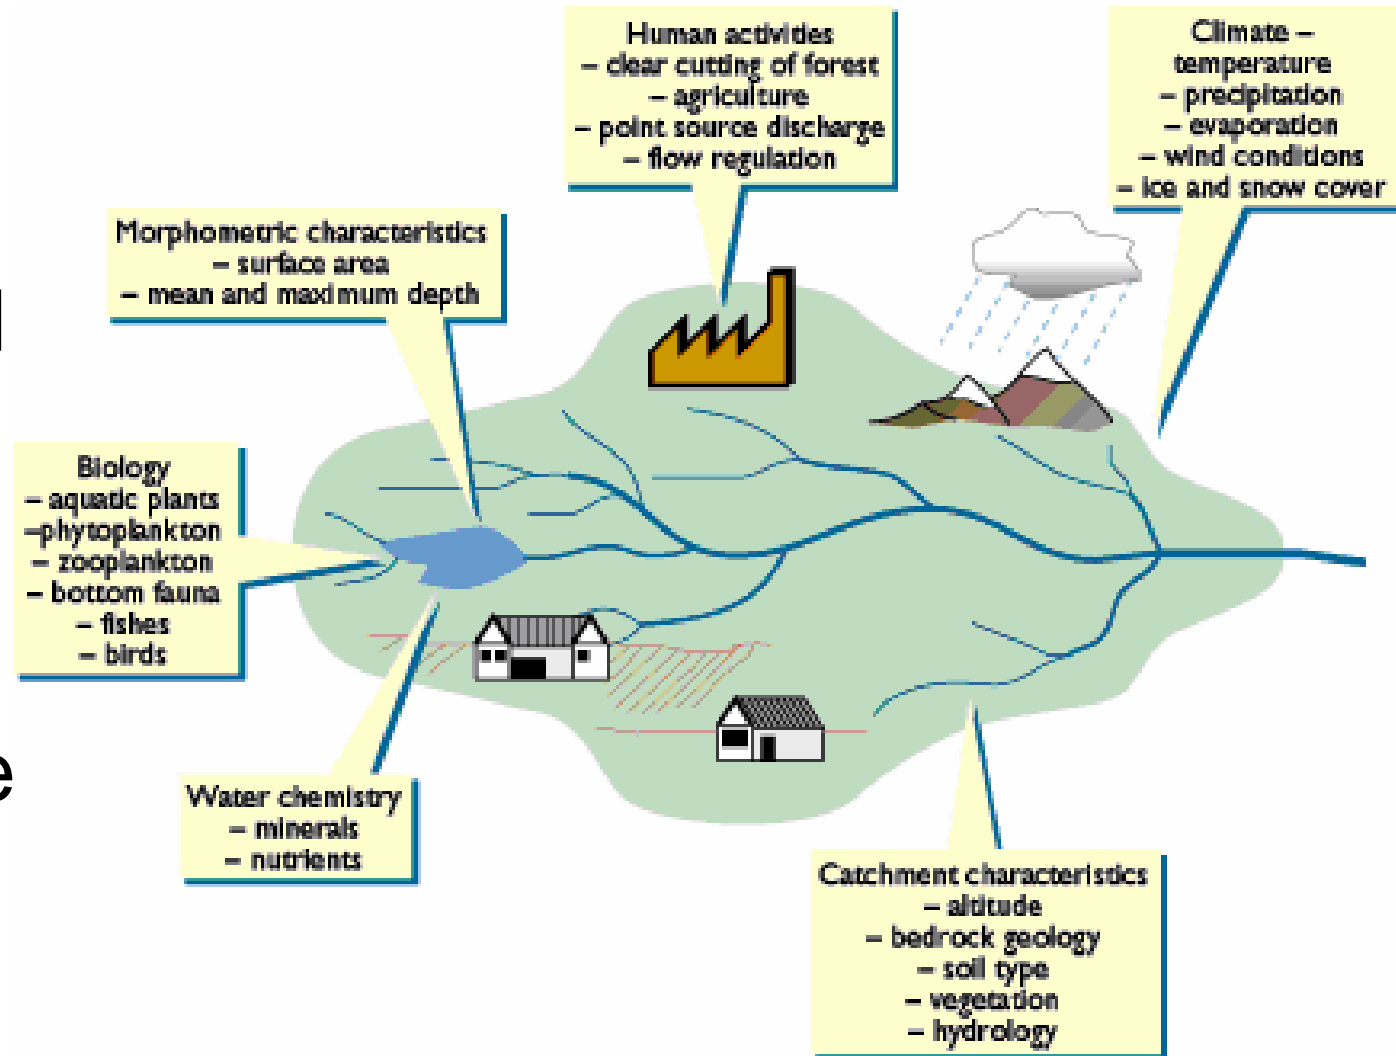 Human activities
– clear cutting of forest
– agriculture
– point source discharge
– flow regulation
Climate –
temperature
– precipitation
– evaporation
– wind conditions
– ice and snow cover
Morphometric characteristics
– surface area
– mean and maximum depth
Biology
– aquatic plants
–phytoplankton
– zooplankton
– bottom fauna
– fishes
– birds
Water chemistry
– minerals
– nutrients
Catchment characteristics
– altitude
– bedrock geology
– soil type
– vegetation
– hydrology
e